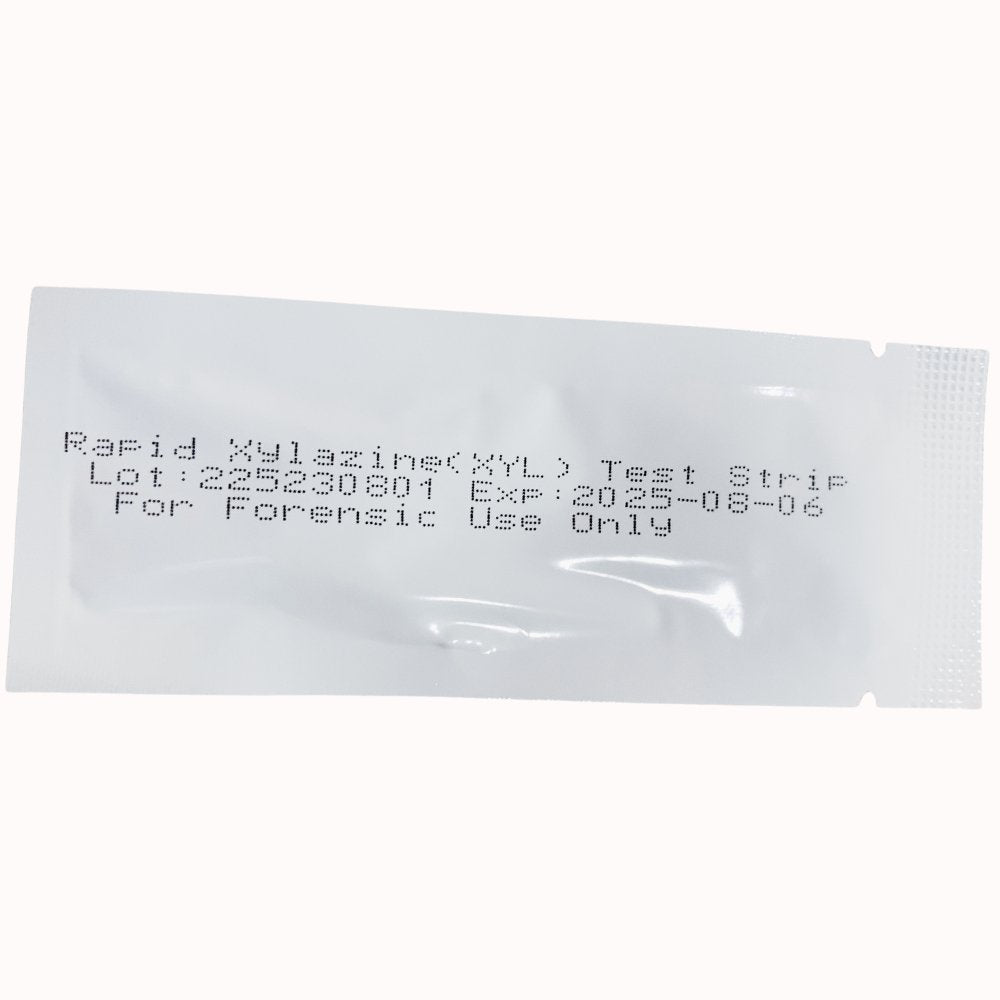 Rapid Xylazine(XYL) Test Strip
Lot:225230801 Exp:2025-08-06
For Forensic Use Only